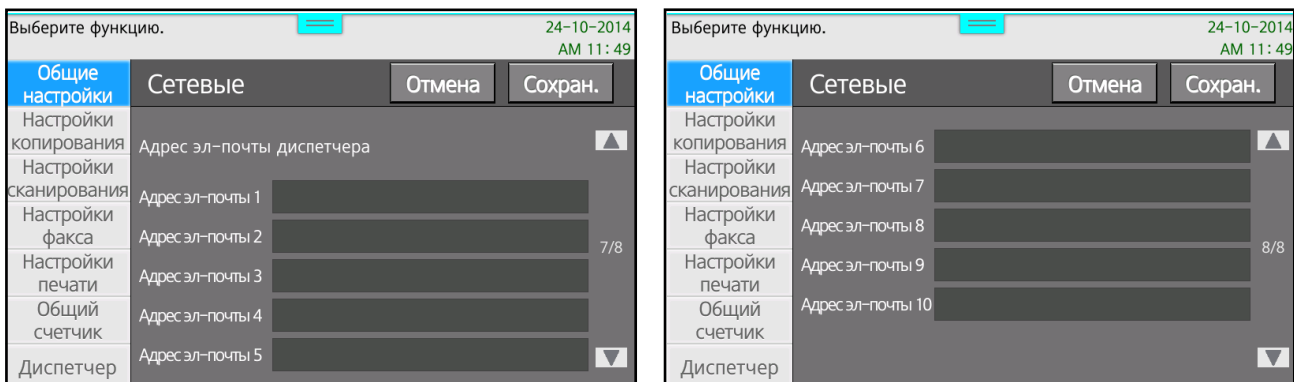 Выберите функцию.
24-10-2014
AM 11:49
Общие
настройки
Сетевые
Отмена
Сохран.
Настройки
копирования
Настройки
сканирования
Настройки
факса
Настройки
печати
Общий
счетчик
Диспетчер
Адрес эл-почты диспетчера
Адрес эл-почты 1
Адрес эл-почты 2
Адрес эл-почты 3
Адрес эл-почты 4
Адрес эл-почты 5
7/8
Выберите функцию.
24-10-2014
AM 11:49
Общие
настройки
Сетевые
Отмена
Сохран.
Настройки
копирования
Настройки
сканирования
Настройки
факса
Настройки
печати
Общий
счетчик
Диспетчер
Адрес эл-почты 6
Адрес эл-почты 7
Адрес эл-почты 8
Адрес эл-почты 9
Адрес эл-почты 10
8/8